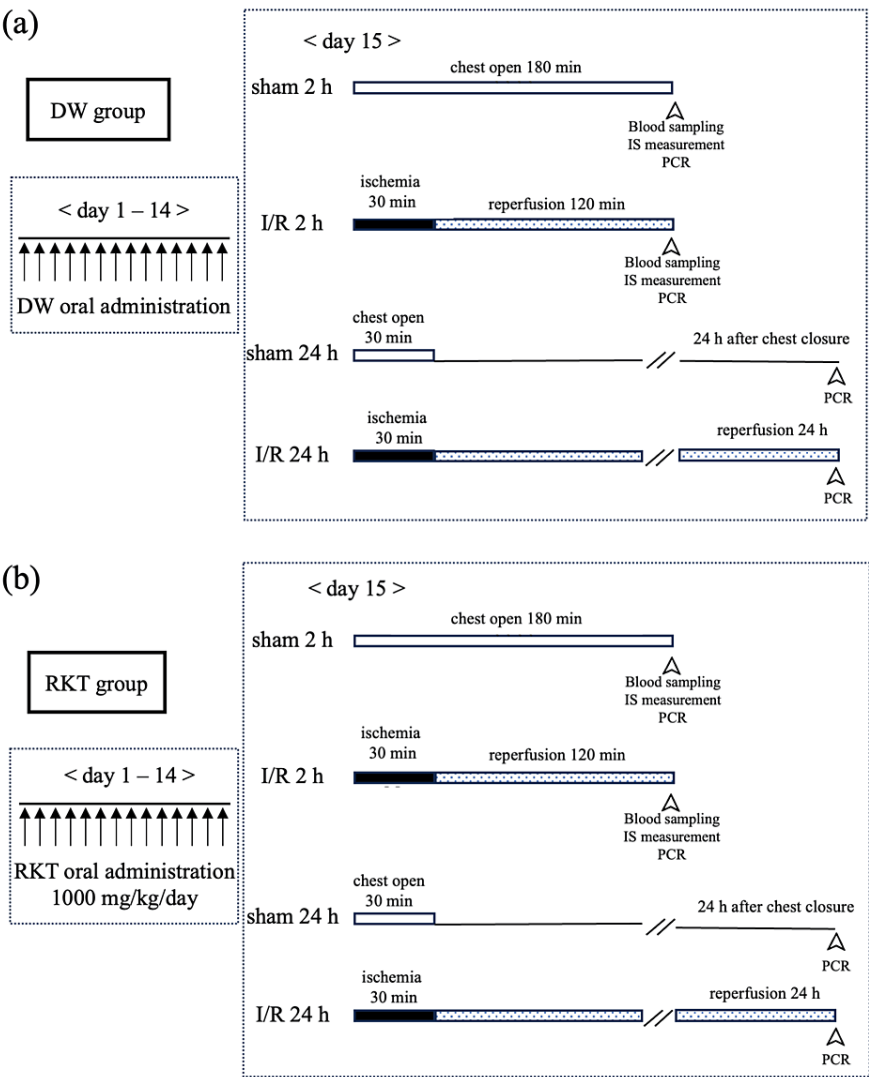 (a)
DW group
< day 1 – 14 >
DW oral administration
< day 15 >
chest open 180 min
sham 2 h
Blood sampling
IS measurement
PCR
ischemia
30 min
reperfusion 120 min
I/R 2 h
Blood sampling
IS measurement
PCR
chest open
30 min
24 h after chest closure
sham 24 h
PCR
ischemia
30 min
reperfusion 24 h
I/R 24 h
PCR
(b)
RKT group
< day 1 – 14 >
RKT oral administration
1000 mg/kg/day
< day 15 >
chest open 180 min
sham 2 h
Blood sampling
IS measurement
PCR
ischemia
30 min
reperfusion 120 min
I/R 2 h
Blood sampling
IS measurement
PCR
chest open
30 min
24 h after chest closure
sham 24 h
PCR
ischemia
30 min
reperfusion 24 h
I/R 24 h
PCR